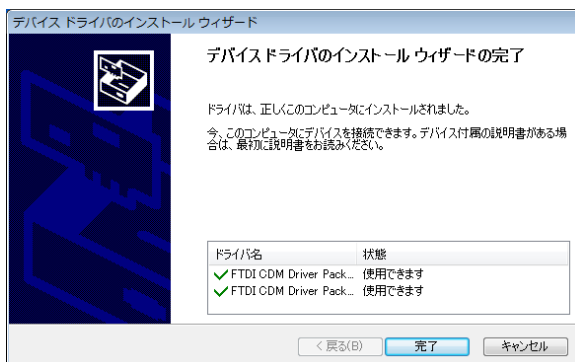 デバイス ドライバのインストール ウィザード
デバイス ドライバのインストール ウィザードの完了
ドライバは、正しくこのコンピュータにインストールされました。
今、このコンピュータにデバイスを接続できます。デバイス付属の説明書がある場
合は、最初に説明書をお読みください。
ドライバ名 状態
FTDI CDM Driver Pack... 使用できます
FTDI CDM Driver Pack... 使用できます
< 戻る(B) 完了 キャンセル